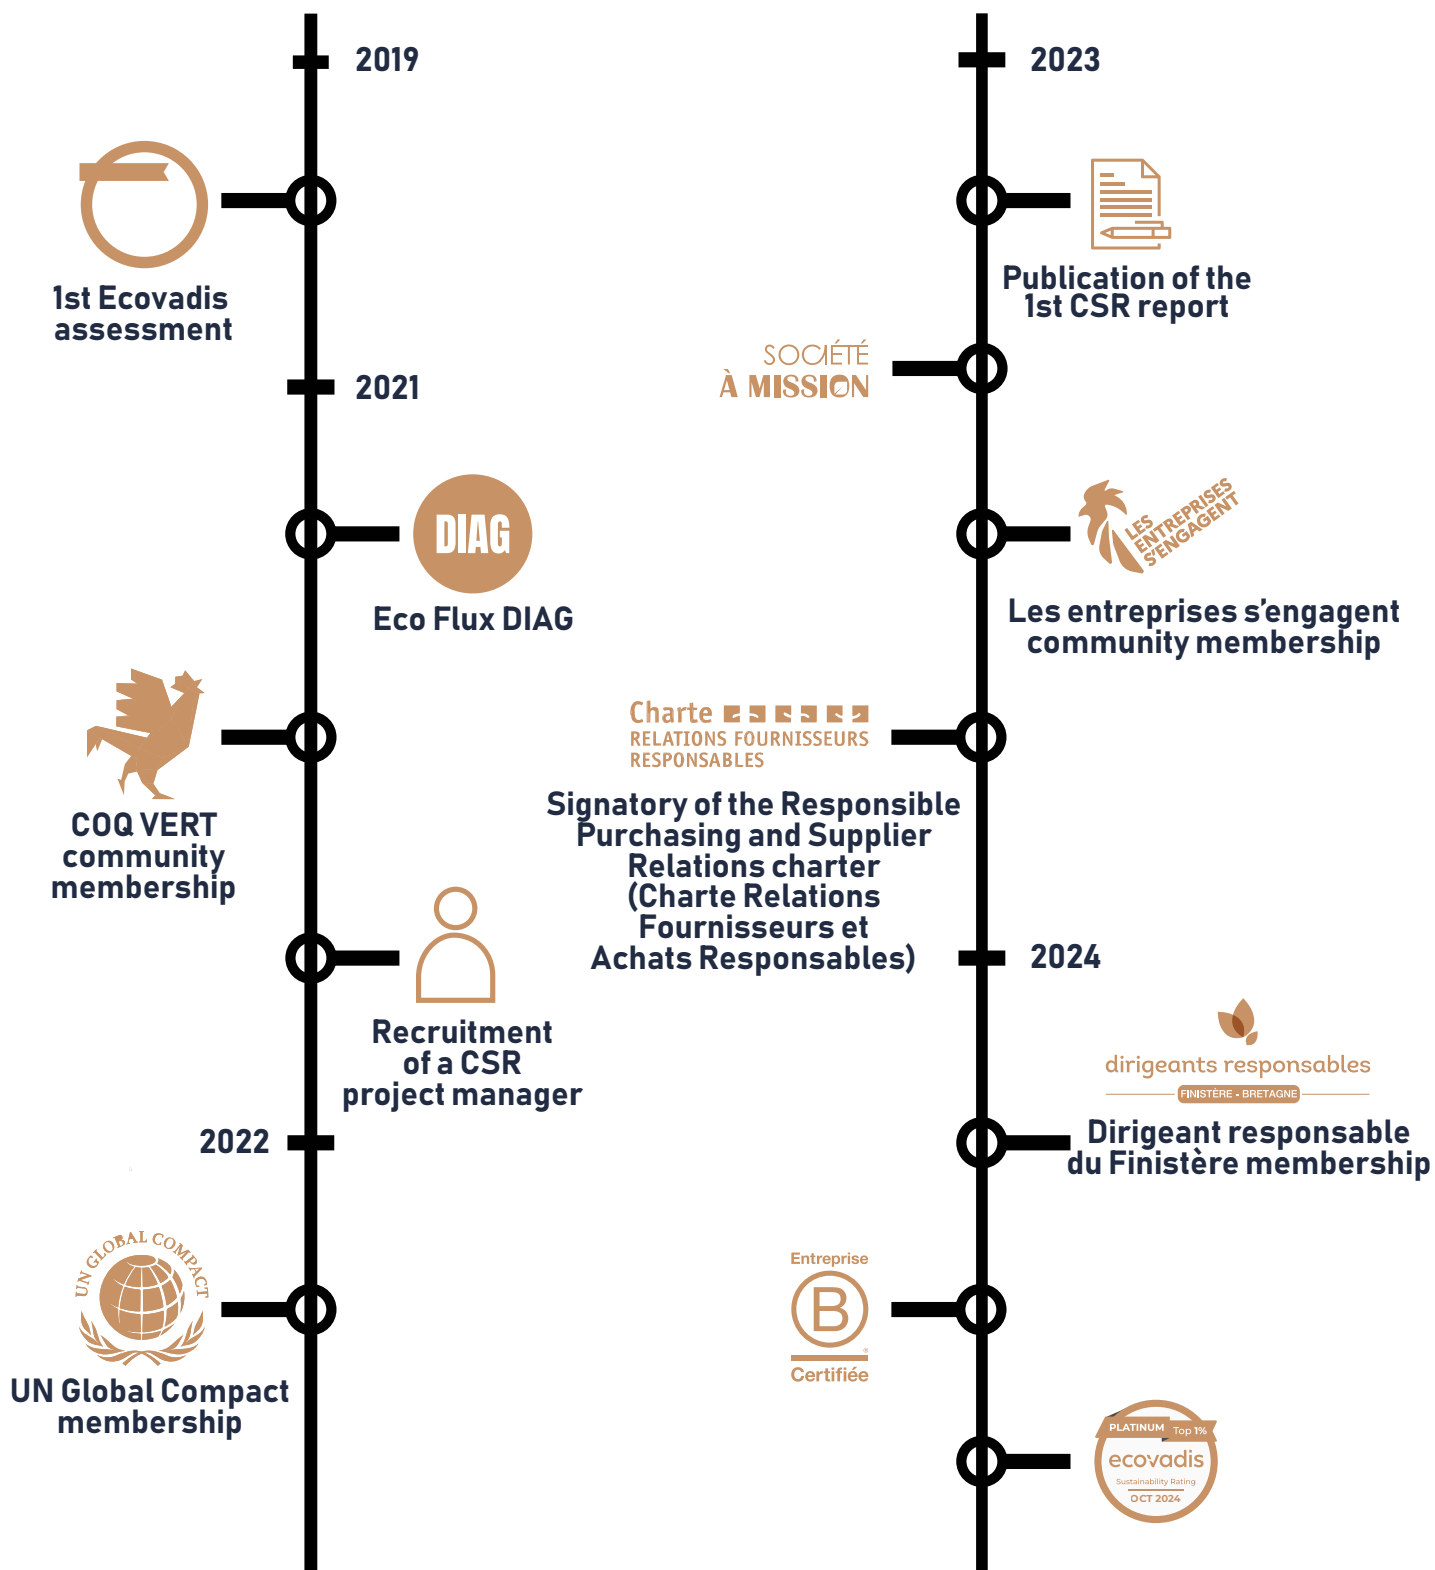 2019
1st Ecovadis
assessment
2021
DIAG
Eco Flux DIAG
COQ VERT
community
membership
Recruitment
of a CSR
project manager
2022
UN GLOBAL COMPACT
UN Global Compact
membership
2023
Publication of the
1st CSR report
SOCIÉTÉ
À MISSION
LES
ENTREPRISES
S'ENGAGENT
Les entreprises s’engagent
community membership
Charte
RELATIONS FOURNISSEURS
RESPONSABLES
Signatory of the Responsible
Purchasing and Supplier
Relations charter
(Charte Relations
Fournisseurs et
Achats Responsables)
2024
dirigeants responsables
FINISTÈRE - BRETAGNE
Dirigeant responsable
du Finistère membership
Entreprise
B
®
Certifiée
PLATINUM Top 1%
ecovadis
Sustainability Rating
OCT 2024